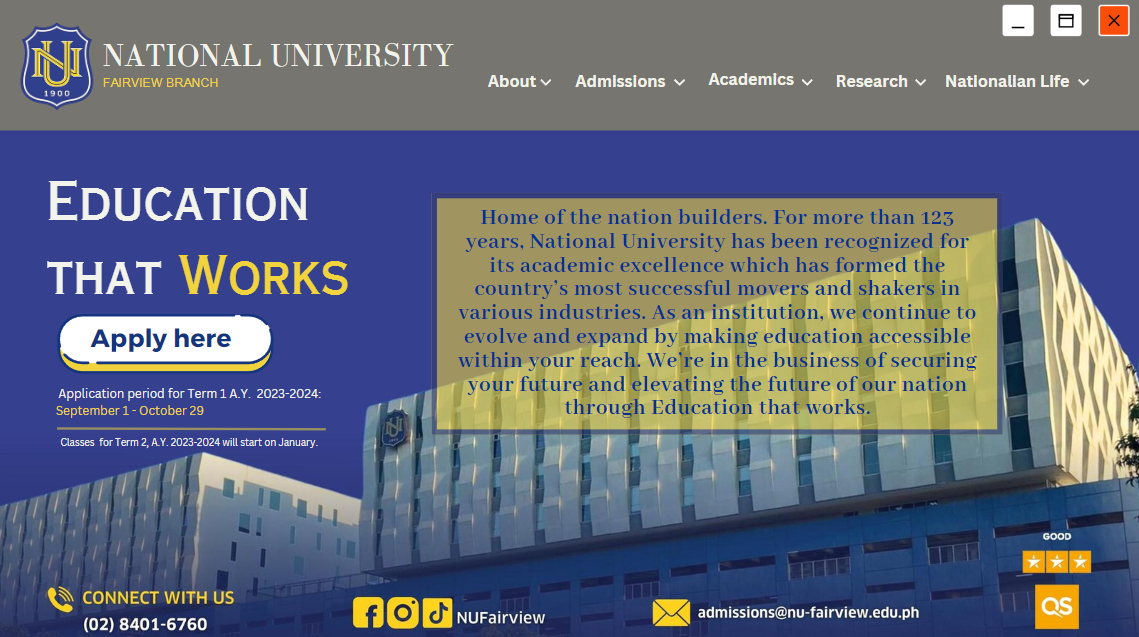 NU
1900
NATIONAL UNIVERSITY
FAIRVIEW BRANCH
About
Admissions
Academics
Research
Nationalian Life
EDUCATION
THAT WORKS
Apply here
Application period for Term 1 A.Y. 2023-2024:
September 1 - October 29
Classes for Term 2, A.Y. 2023-2024 will start on January.
Home of the nation builders. For more than 123
years, National University has been recognized for
its academic excellence which has formed the
country's most successful movers and shakers in
various industries. As an institution, we continue to
evolve and expand by making education accessible
within your reach. We're in the business of securing
your future and elevating the future of our nation
through Education that works.
CONNECT WITH US
(02) 8401-6760
NUFairview
admissions@nu-fairview.edu.ph
GOOD
QS